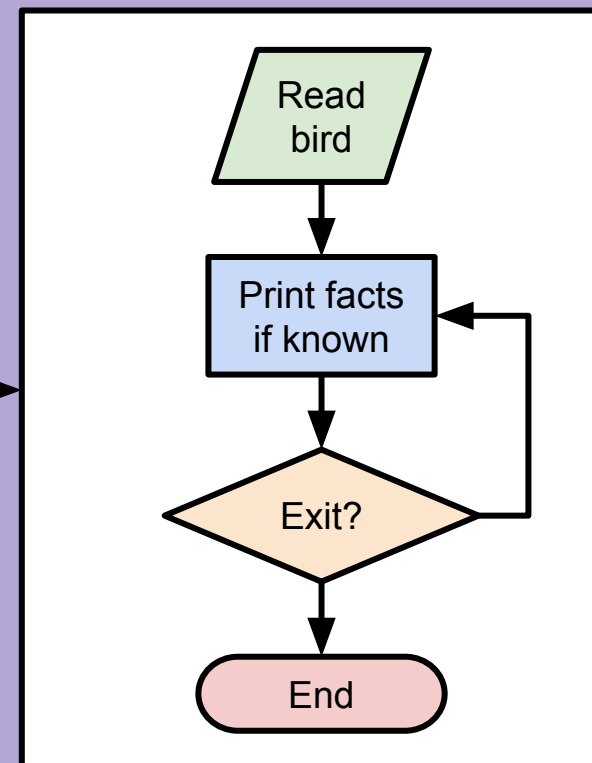 Read
bird
Print facts
if known
Exit?
End